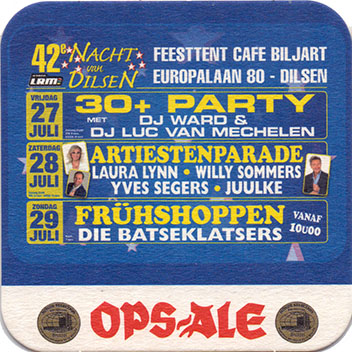 42e NACHT van DILSEN
FEESTTENT CAFE BILJART
EUROPALAAN 80 - DILSEN
LRM
VRIJDAG 27 JULI
30+ PARTY
MET DJ WARD &
DJ LUC VAN MECHELEN
ZATERDAG 28 JULI
ARTIESTENPARADE
LAURA LYNN · WILLY SOMMERS
YVES SEGERS · JUULKE
ZONDAG 29 JULI
FRÜHSHOPPEN
DIE BATSEKLATSERS
VANAF 10U00
OPS-ALE